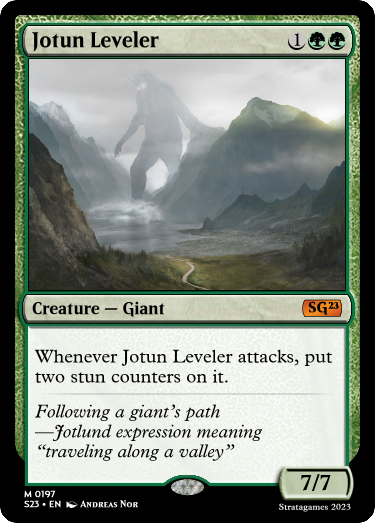 Jotun Leveler 1
Creature — Giant SG23
Whenever Jotun Leveler attacks, put
two stun counters on it.
Following a giant's path
—Jotlund expression meaning
“traveling along a valley”
7/7
M 0197
S23 • EN Andreas Nor
Stratagames 2023